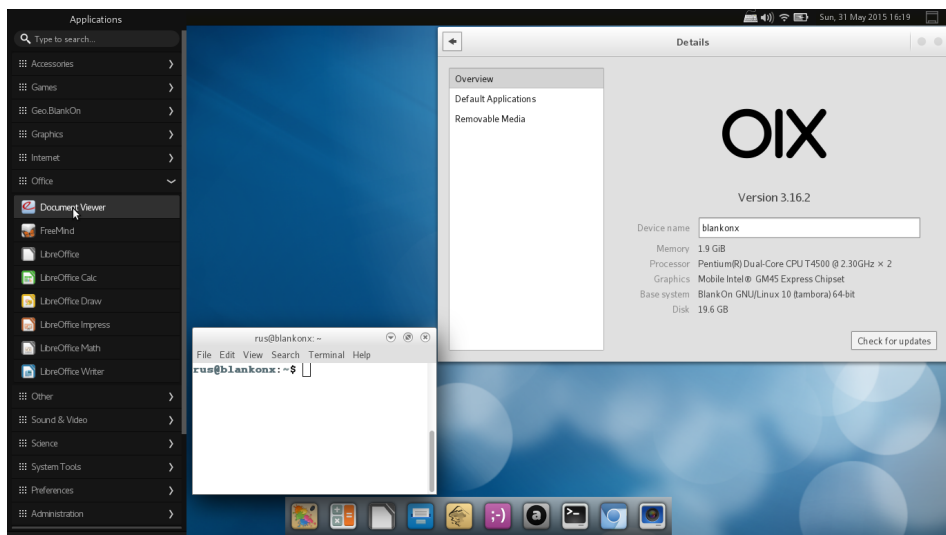 Applications
Sun, 31 May 2015 16:19
Type to search...
Accessories
Games
Geo.BlankOn
Graphics
Internet
Office
Document Viewer
FreeMind
LibreOffice
LibreOffice Calc
LibreOffice Draw
LibreOffice Impress
LibreOffice Math
LibreOffice Writer
Other
Sound & Video
Science
System Tools
Preferences
Administration
Details
Overview
Default Applications
Removable Media
OIX
Version 3.16.2
Device name blankonx
Memory 1.9 GiB
Processor Pentium(R) Dual-Core CPU T4500 @ 2.30GHz × 2
Graphics Mobile Intel® GM45 Express Chipset
Base system BlankOn GNU/Linux 10 (tambora) 64-bit
Disk 19.6 GB
Check for updates
rus@blankonx: ~
File Edit View Search Terminal Help
rus@blankonx:~$
;-) a >_